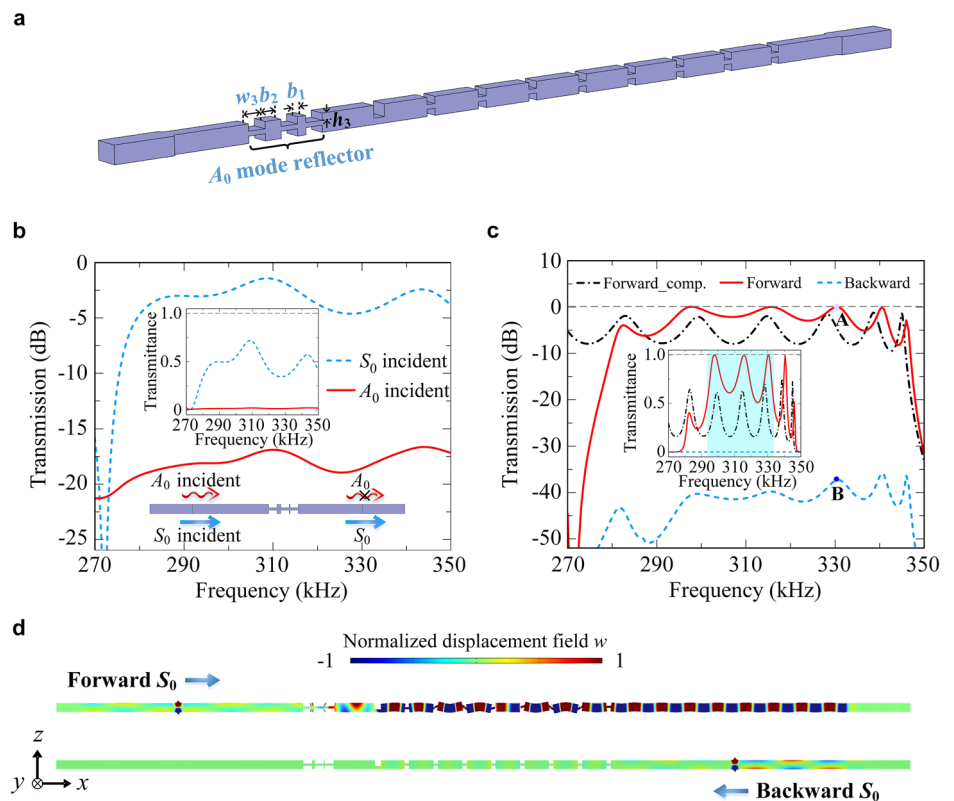 a
w3 b2 b1
h3
A0 mode reflector
b
0
-5
-10
-15
-20
-25
270 290 310 330 350
Transmission (dB)
Frequency (kHz)
1.0
0.5
0
270 290 310 330 350
Transmittance
Frequency (kHz)
S0 incident
A0 incident
A0 incident
A0
S0 incident
S0
c
10
0
-10
-20
-30
-40
-50
270 290 310 330 350
Transmission (dB)
Frequency (kHz)
Forward_comp. Forward Backward
A
B
1.0
0.5
0
270 290 310 330 350
Transmittance
Frequency (kHz)
d
Normalized displacement field w
-1 1
Forward S0
z
y x
Backward S0